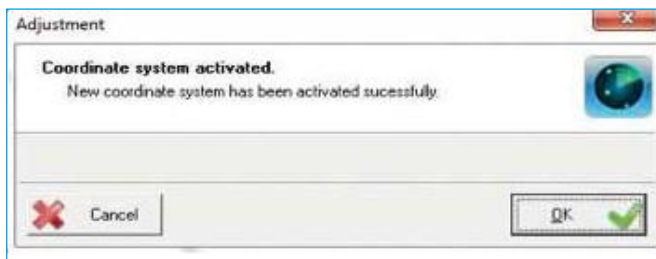 Adjustment
Coordinate system activated.
New coordinate system has been activated sucessfully.
Cancel
OK